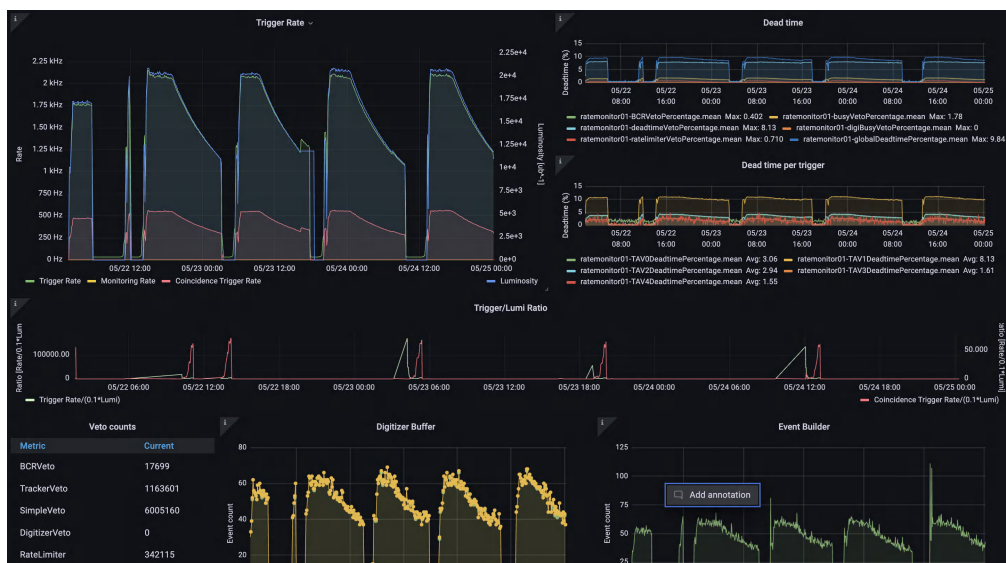 Trigger Rate
Rate
2.25 kHz
2 kHz
1.75 kHz
1.50 kHz
1.25 kHz
1 kHz
750 Hz
500 Hz
250 Hz
0 Hz
2.25e+4
2e+4
1.75e+4
1.5e+4
1.25e+4
1e+4
7.5e+3
5e+3
2.5e+3
0e+0
Luminosity [ub^-1]
05/22 12:00 05/23 00:00 05/23 12:00 05/24 00:00 05/24 12:00 05/25 00:00
Trigger Rate Monitoring Rate Coincidence Trigger Rate Luminosity
Dead time
Deadtime (%)
15
10
5
0
05/22 08:00 05/22 16:00 05/23 00:00 05/23 08:00 05/23 16:00 05/24 00:00 05/24 08:00 05/24 16:00 05/25 00:00
ratemonitor01-BCRVetoPercentage.mean Max: 0.402 ratemonitor01-busyVetoPercentage.mean Max: 1.78
ratemonitor01-deadtimeVetoPercentage.mean Max: 8.13 ratemonitor01-digiBusyVetoPercentage.mean Max: 0
ratemonitor01-ratelimiterVetoPercentage.mean Max: 0.710 ratemonitor01-globalDeadtimePercentage.mean Max: 9.84
Dead time per trigger
Deadtime (%)
15
10
5
0
05/22 08:00 05/22 16:00 05/23 00:00 05/23 08:00 05/23 16:00 05/24 00:00 05/24 08:00 05/24 16:00 05/25 00:00
ratemonitor01-TAV0DeadtimePercentage.mean Avg: 3.06 ratemonitor01-TAV1DeadtimePercentage.mean Avg: 8.13
ratemonitor01-TAV2DeadtimePercentage.mean Avg: 2.94 ratemonitor01-TAV3DeadtimePercentage.mean Avg: 1.61
ratemonitor01-TAV4DeadtimePercentage.mean Avg: 1.55
Trigger/Lumi Ratio
Ratio [Rate/0.1*Lum
100000.00
0
50.000
0
atio [Rate/0.1*Lumi]
05/22 06:00 05/22 12:00 05/22 18:00 05/23 00:00 05/23 06:00 05/23 12:00 05/23 18:00 05/24 00:00 05/24 06:00 05/24 12:00 05/24 18:00 05/25 00:00
Trigger Rate/(0.1*Lumi) Coincidence Trigger Rate/(0.1*Lumi)
Veto counts
Metric Current
BCRVeto 17699
TrackerVeto 1163601
SimpleVeto 6005160
DigitizerVeto 0
RateLimiter 342115
Digitizer Buffer
Event count
80
60
40
20
Event Builder
Event count
125
100
75
50
25
Add annotation